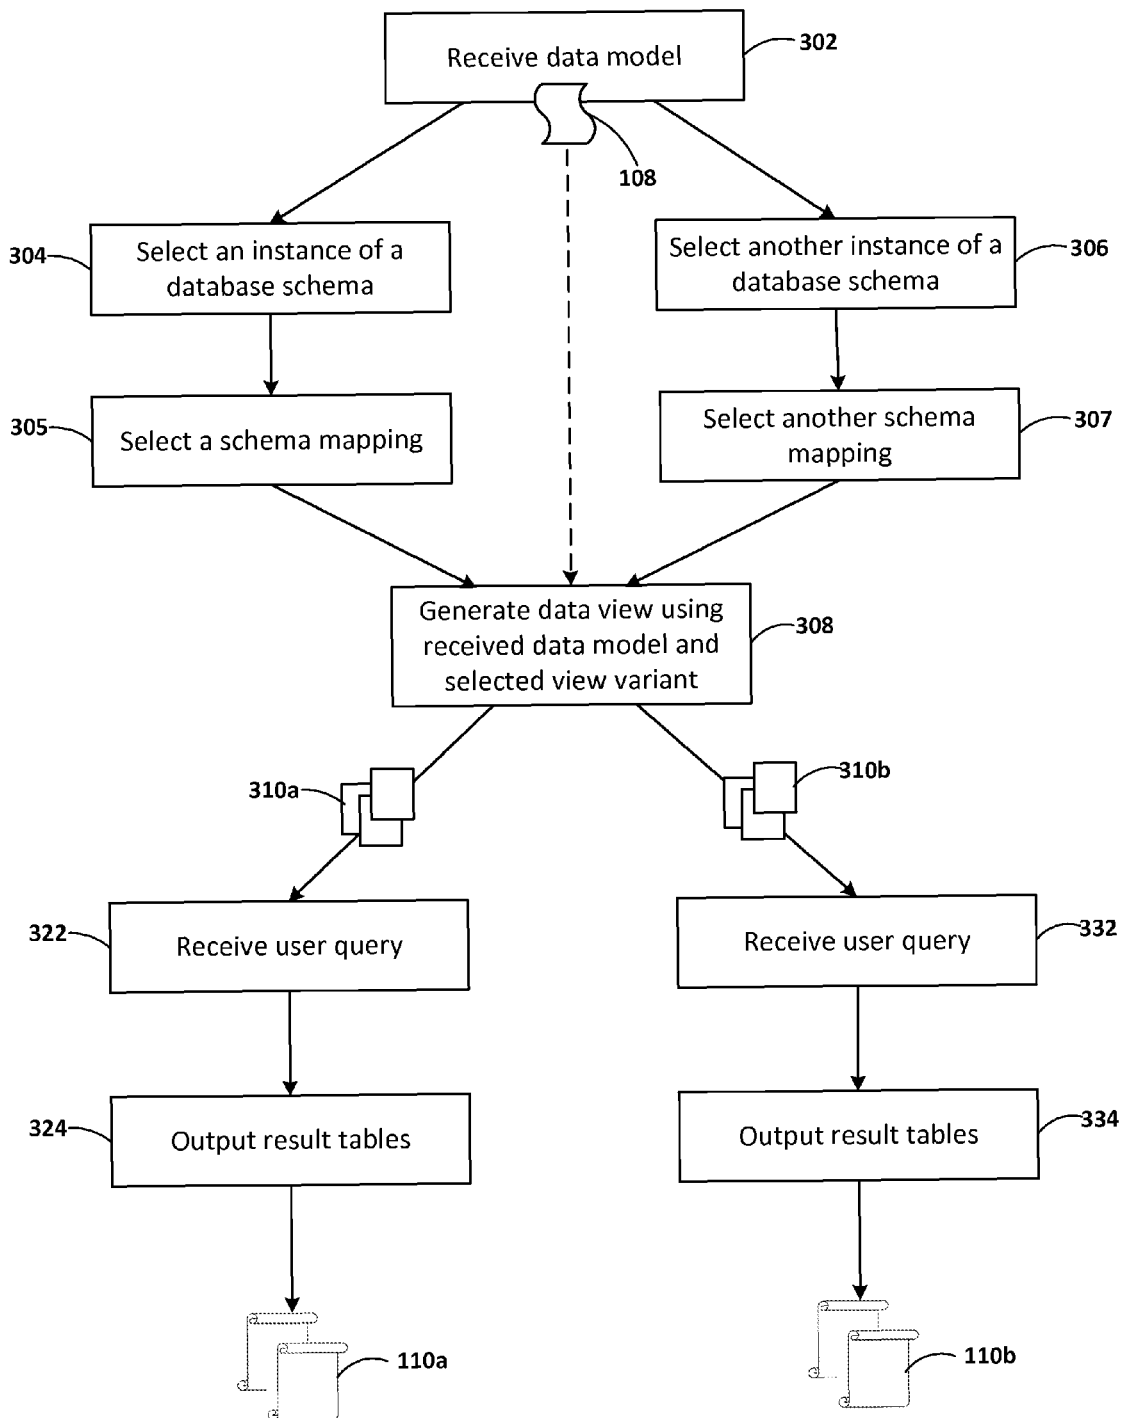 Receive data model
302
108
304
Select an instance of a
database schema
Select another instance of a
database schema
306
305
Select a schema mapping
Select another schema
mapping
307
Generate data view using
received data model and
selected view variant
308
310a
310b
322
Receive user query
Receive user query
332
324
Output result tables
Output result tables
334
110a
110b